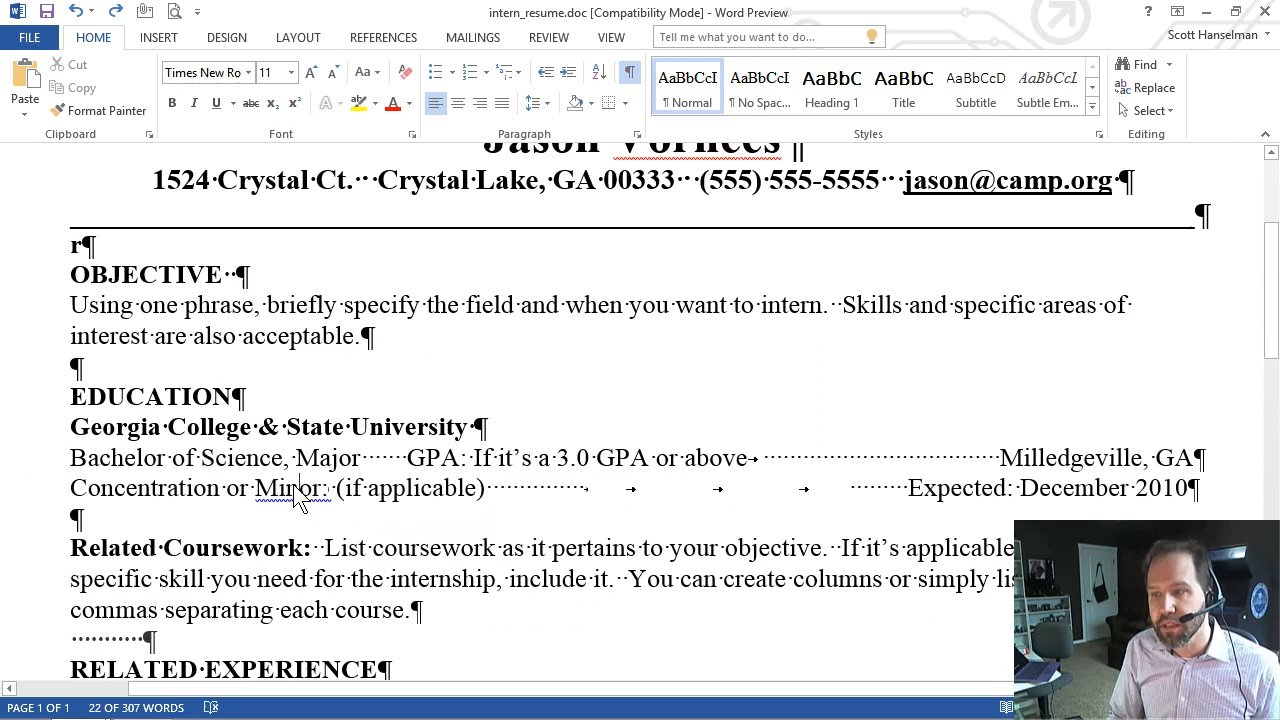 intern_resume.doc [Compatibility Mode] - Word Preview
FILE HOME INSERT DESIGN LAYOUT REFERENCES MAILINGS REVIEW VIEW Tell me what you want to do... Scott Hanselman
Paste
Cut
Copy
Format Painter
Times New Ro 11
Aa
B I U abc x₂ x² A A
AaBbCcI AaBbCcI AaBbC AaBbC AaBbCcD AaBbCcI
¶ Normal ¶ No Spac... Heading 1 Title Subtitle Subtle Em...
Find
Replace
Select
Clipboard Font Paragraph Styles Editing
Jason Vorhees ¶
1524·Crystal·Ct.···Crystal·Lake,·GA·00333···(555)·555-5555···jason@camp.org·¶
¶
r¶
OBJECTIVE··¶
Using·one·phrase,·briefly·specify·the·field·and·when·you·want·to·intern.··Skills·and·specific·areas·of·
interest·are·also·acceptable.¶
¶
EDUCATION¶
Georgia·College·&·State·University·¶
Bachelor·of·Science,·Major······GPA:·If·it’s·a·3.0·GPA·or·above→·····························Milledgeville,·GA¶
Concentration·or·Minor:·(if·applicable)··············→ → → → ········Expected:·December·2010¶
¶
Related·Coursework:··List·coursework·as·it·pertains·to·your·objective.··If·it’s·applicable
specific·skill·you·need·for·the·internship,·include·it.··You·can·create·columns·or·simply
commas·separating·each·course.¶
···········¶
RELATED·EXPERIENCE¶
PAGE 1 OF 1 22 OF 307 WORDS